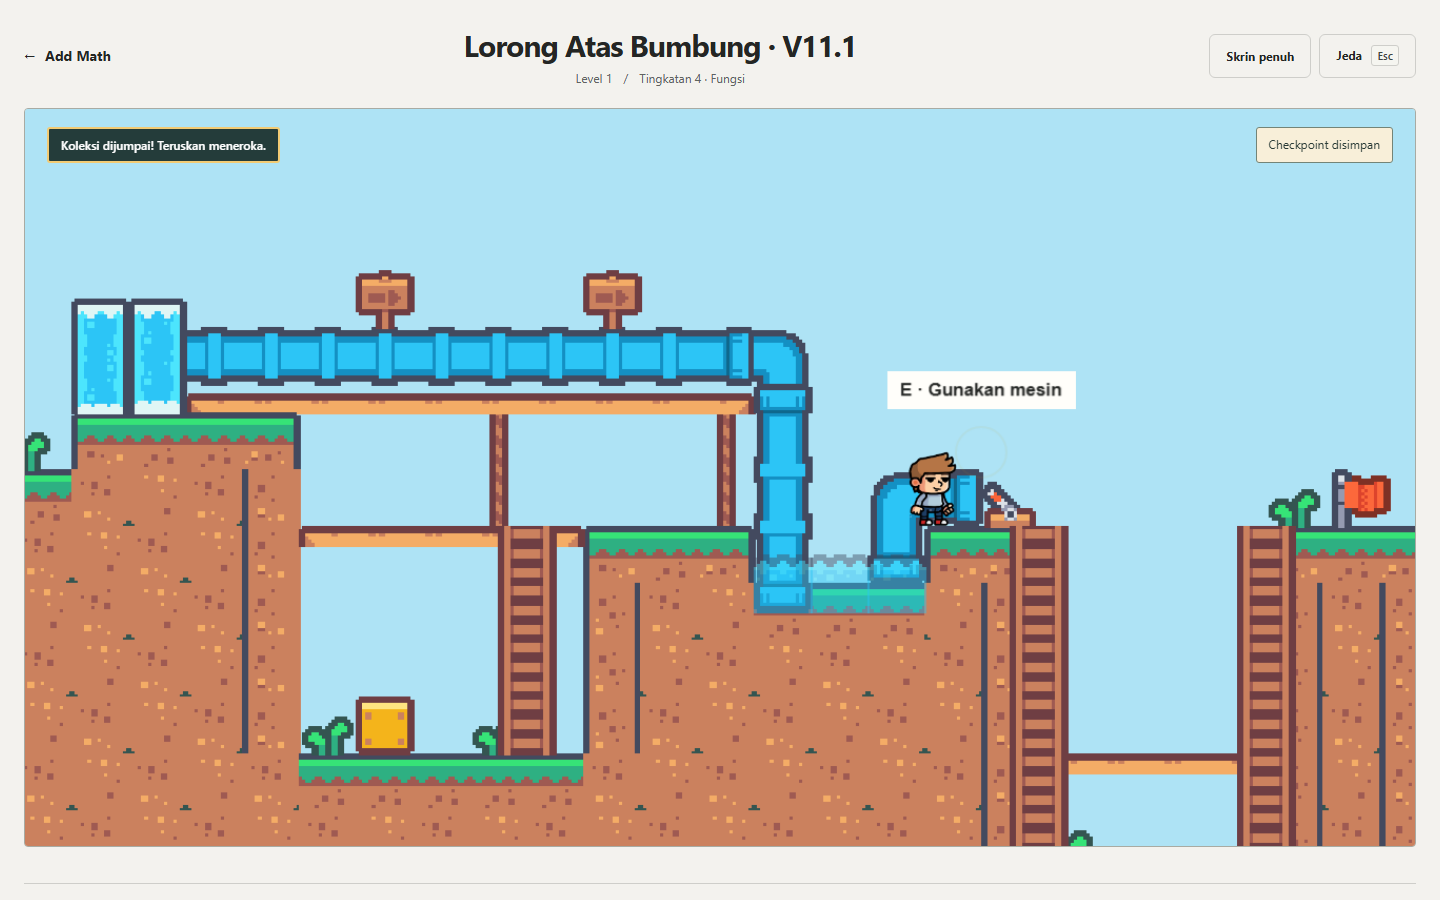 ← Add Math
Lorong Atas Bumbung · V11.1
Level 1 / Tingkatan 4 · Fungsi
Skrin penuh
Jeda Esc
Koleksi dijumpai! Teruskan meneroka.
Checkpoint disimpan
E · Gunakan mesin